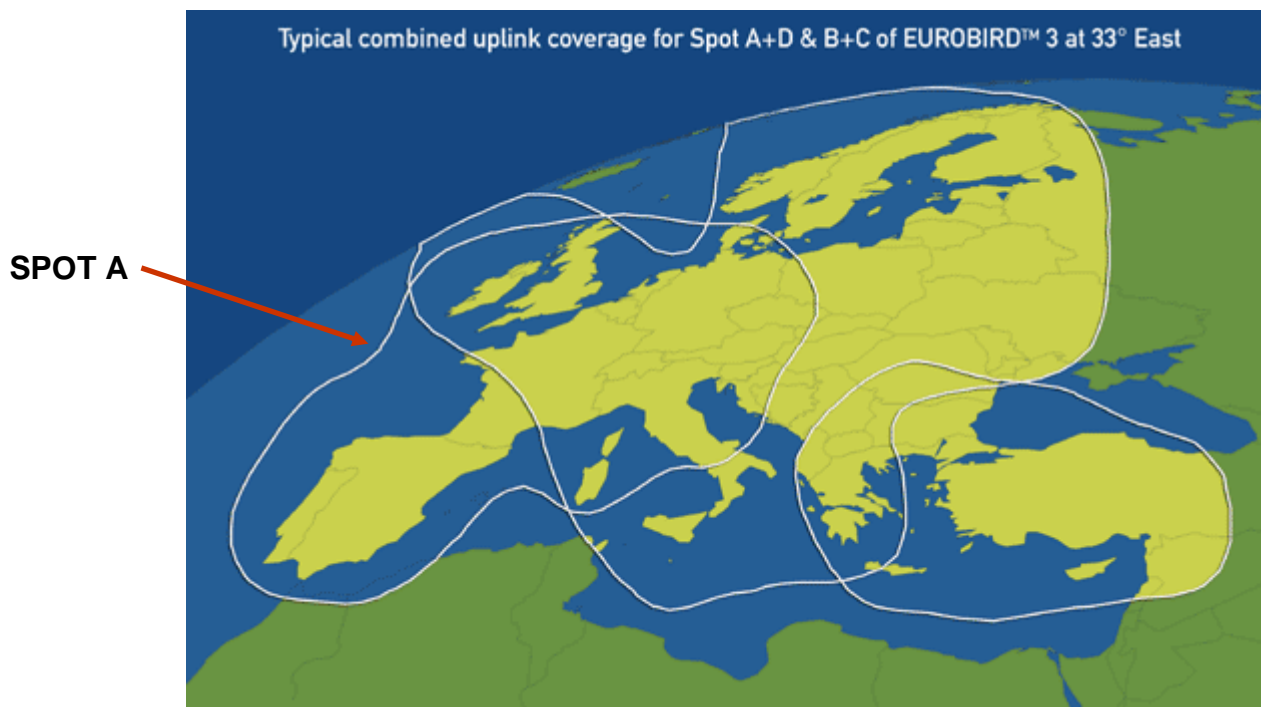 Typical combined uplink coverage for Spot A+D & B+C of EUROBIRD™ 3 at 33° East
SPOT A